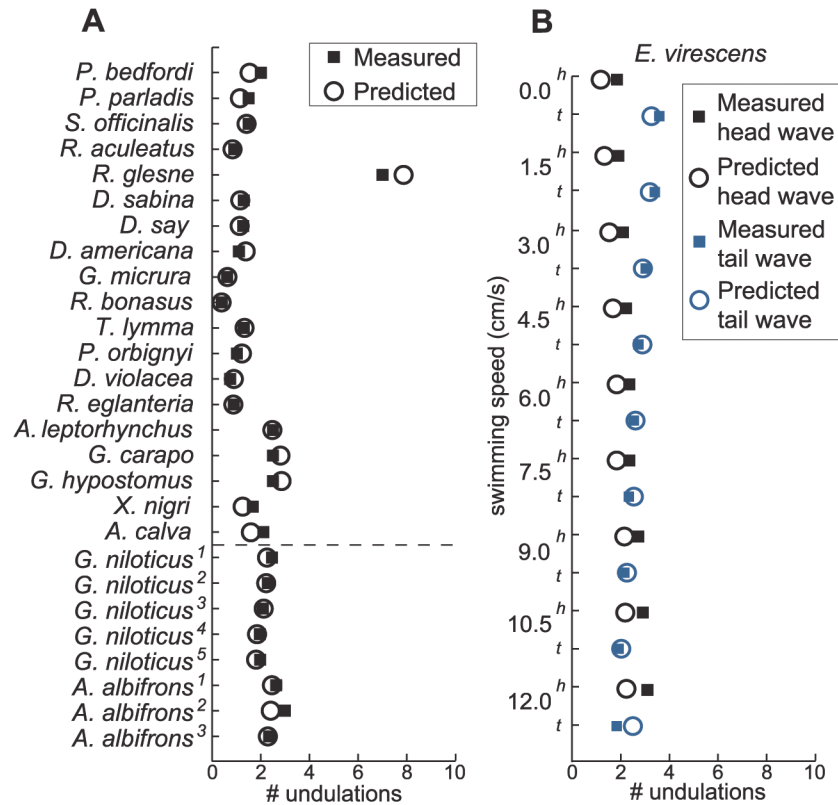 A
Measured
Predicted
P. bedfordi
P. parladis
S. officinalis
R. aculeatus
R. glesne
D. sabina
D. say
D. americana
G. micrura
R. bonasus
T. lymma
P. orbignyi
D. violacea
R. eglanteria
A. leptorhynchus
G. carapo
G. hypostomus
X. nigri
A. calva
G. niloticus¹
G. niloticus²
G. niloticus³
G. niloticus⁴
G. niloticus⁵
A. albifrons¹
A. albifrons²
A. albifrons³
0 2 4 6 8 10
# undulations
B
E. virescens
Measured
head wave
Predicted
head wave
Measured
tail wave
Predicted
tail wave
swimming speed (cm/s)
h
0.0
t
h
1.5
t
h
3.0
t
h
4.5
t
h
6.0
t
h
7.5
t
h
9.0
t
h
10.5
t
h
12.0
t
0 2 4 6 8 10
# undulations